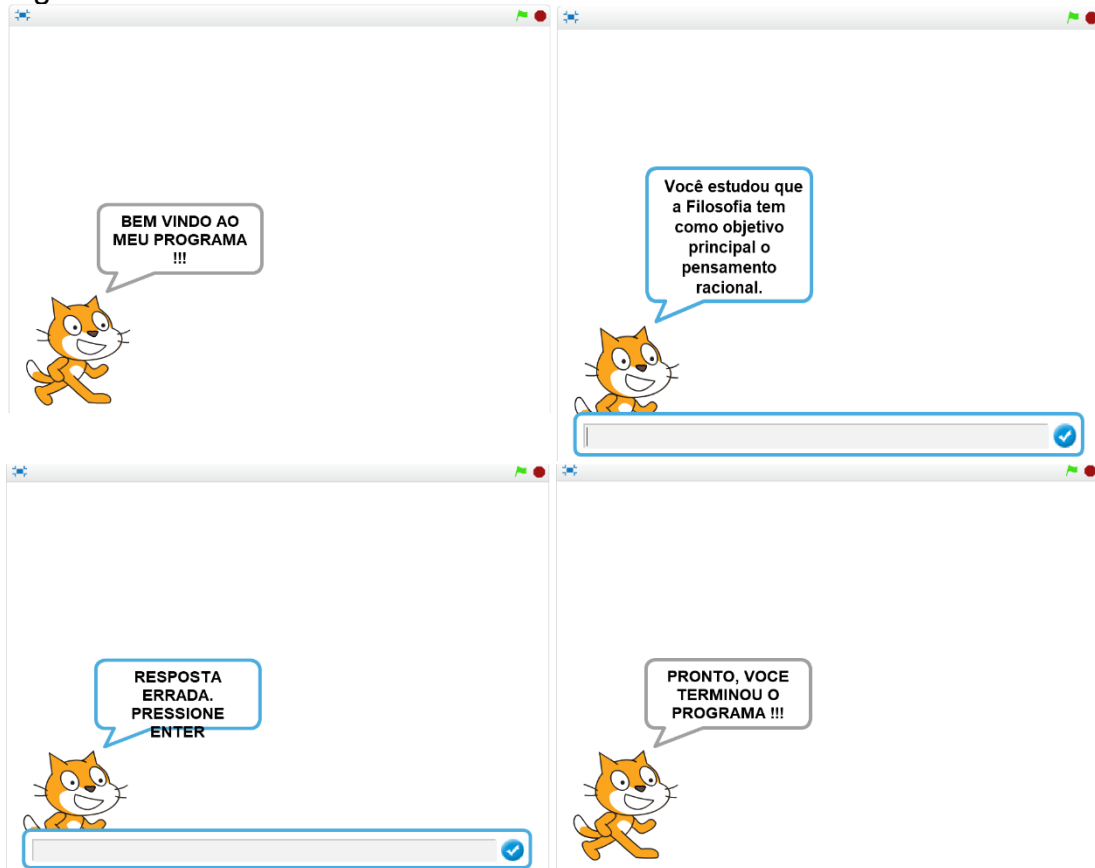 BEM VINDO AO
MEU PROGRAMA
!!!
Você estudou que
a Filosofia tem
como objetivo
principal o
pensamento
racional.
RESPOSTA
ERRADA.
PRESSIONE
ENTER
PRONTO, VOCE
TERMINOU O
PROGRAMA !!!